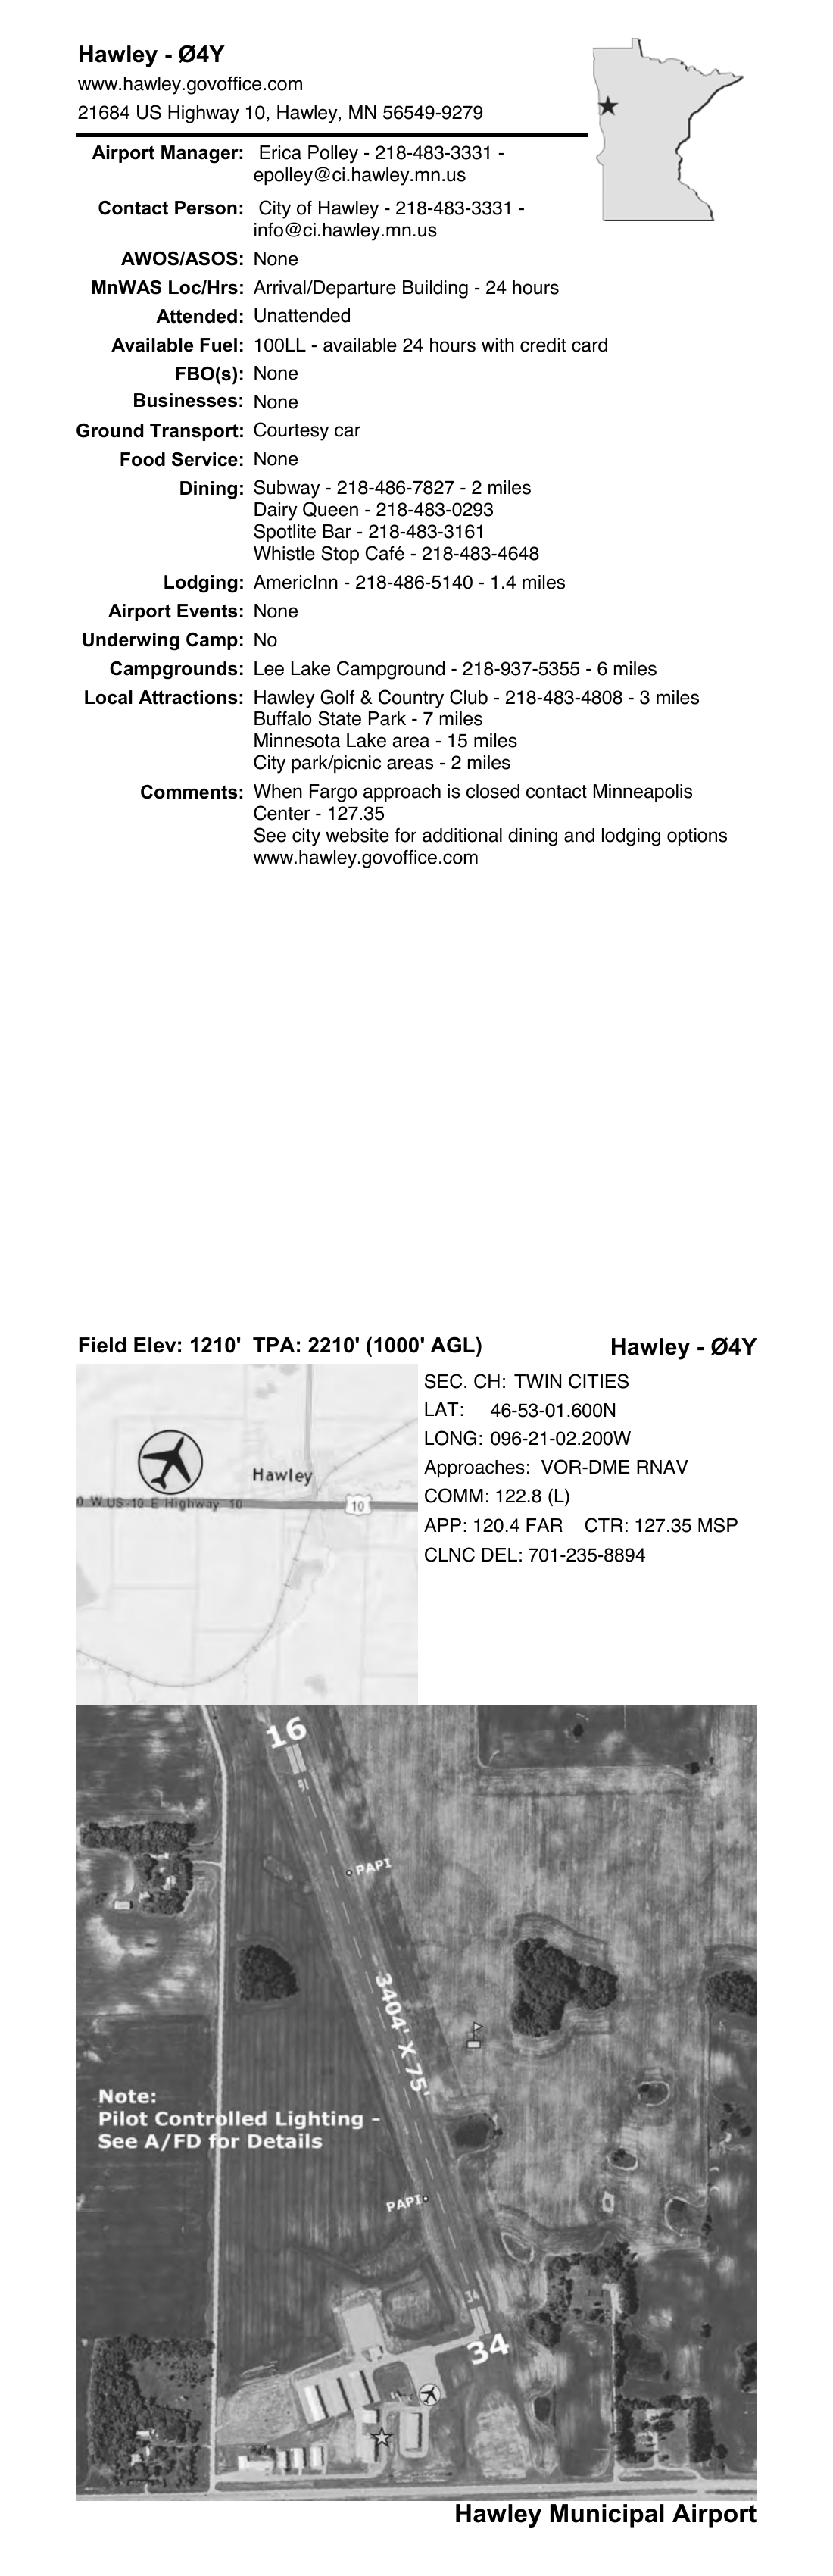 Hawley - Ø4Y
www.hawley.govoffice.com
21684 US Highway 10, Hawley, MN 56549-9279
Airport Manager: Erica Polley - 218-483-3331 -
epolley@ci.hawley.mn.us
Contact Person: City of Hawley - 218-483-3331 -
info@ci.hawley.mn.us
AWOS/ASOS: None
MnWAS Loc/Hrs: Arrival/Departure Building - 24 hours
Attended: Unattended
Available Fuel: 100LL - available 24 hours with credit card
FBO(s): None
Businesses: None
Ground Transport: Courtesy car
Food Service: None
Dining: Subway - 218-486-7827 - 2 miles
Dairy Queen - 218-483-0293
Spotlite Bar - 218-483-3161
Whistle Stop Café - 218-483-4648
Lodging: AmericInn - 218-486-5140 - 1.4 miles
Airport Events: None
Underwing Camp: No
Campgrounds: Lee Lake Campground - 218-937-5355 - 6 miles
Local Attractions: Hawley Golf & Country Club - 218-483-4808 - 3 miles
Buffalo State Park - 7 miles
Minnesota Lake area - 15 miles
City park/picnic areas - 2 miles
Comments: When Fargo approach is closed contact Minneapolis
Center - 127.35
See city website for additional dining and lodging options
www.hawley.govoffice.com
Field Elev: 1210' TPA: 2210' (1000' AGL)
Hawley - Ø4Y
Hawley
0 W US-10 E Highway 10
10
SEC. CH: TWIN CITIES
LAT: 46-53-01.600N
LONG: 096-21-02.200W
Approaches: VOR-DME RNAV
COMM: 122.8 (L)
APP: 120.4 FAR CTR: 127.35 MSP
CLNC DEL: 701-235-8894
16
16
PAPI
3404' X 75'
Note:
Pilot Controlled Lighting -
See A/FD for Details
PAPI
34
34
Hawley Municipal Airport